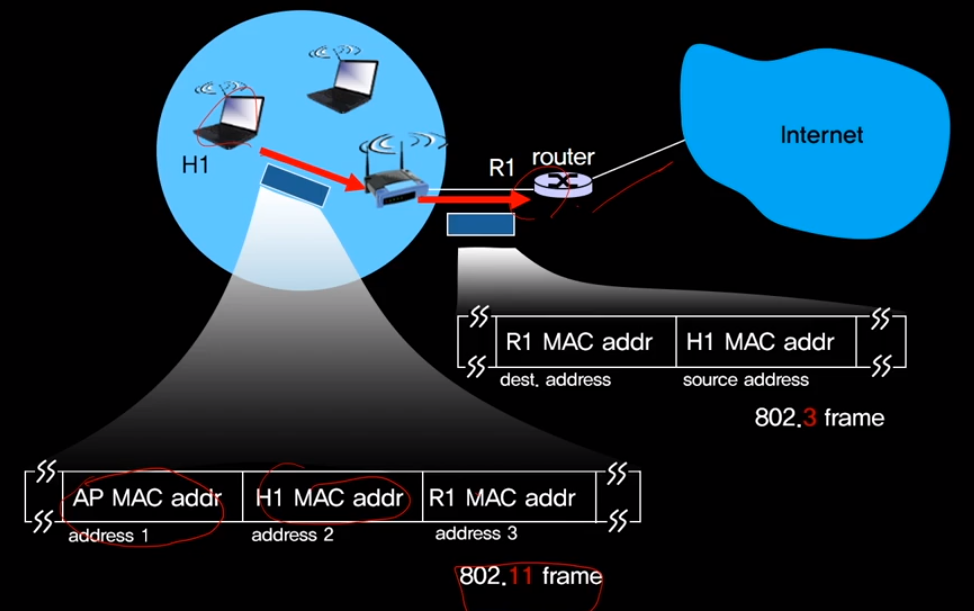 H1
R1
router
Internet
R1 MAC addr
H1 MAC addr
dest. address
source address
802.3 frame
AP MAC addr
H1 MAC addr
R1 MAC addr
address 1
address 2
address 3
802.11 frame